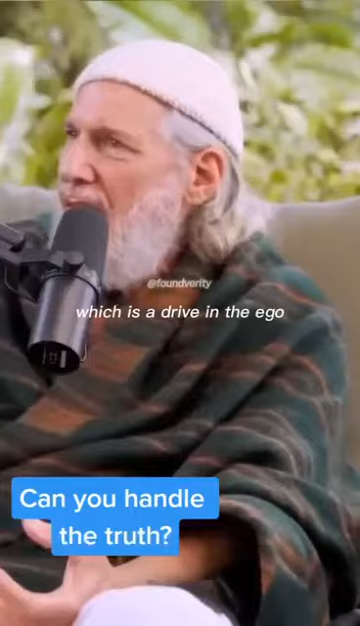 @foundverity
which is a drive in the ego
Can you handle
the truth?